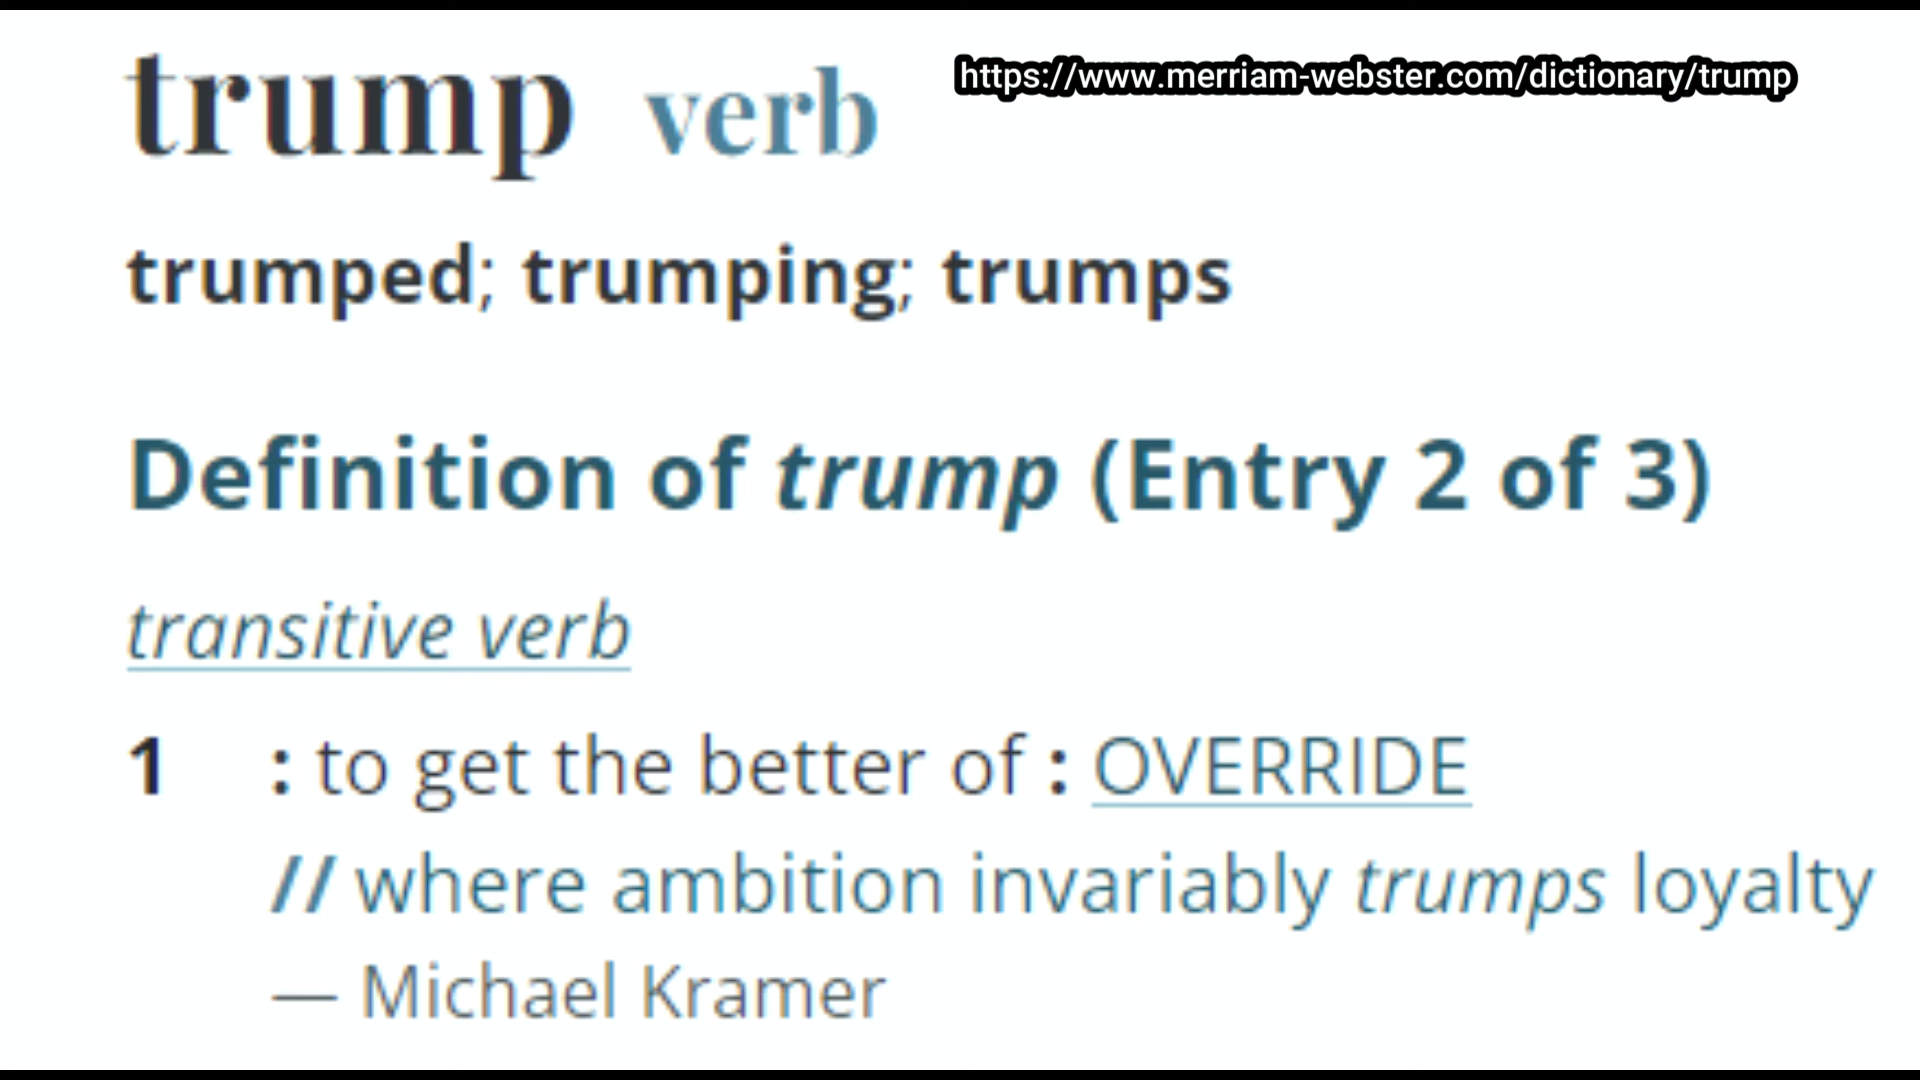 trump verb https://www.merriam-webster.com/dictionary/trump
trumped; trumping; trumps
Definition of trump (Entry 2 of 3)
transitive verb
1 : to get the better of : OVERRIDE
// where ambition invariably trumps loyalty
— Michael Kramer